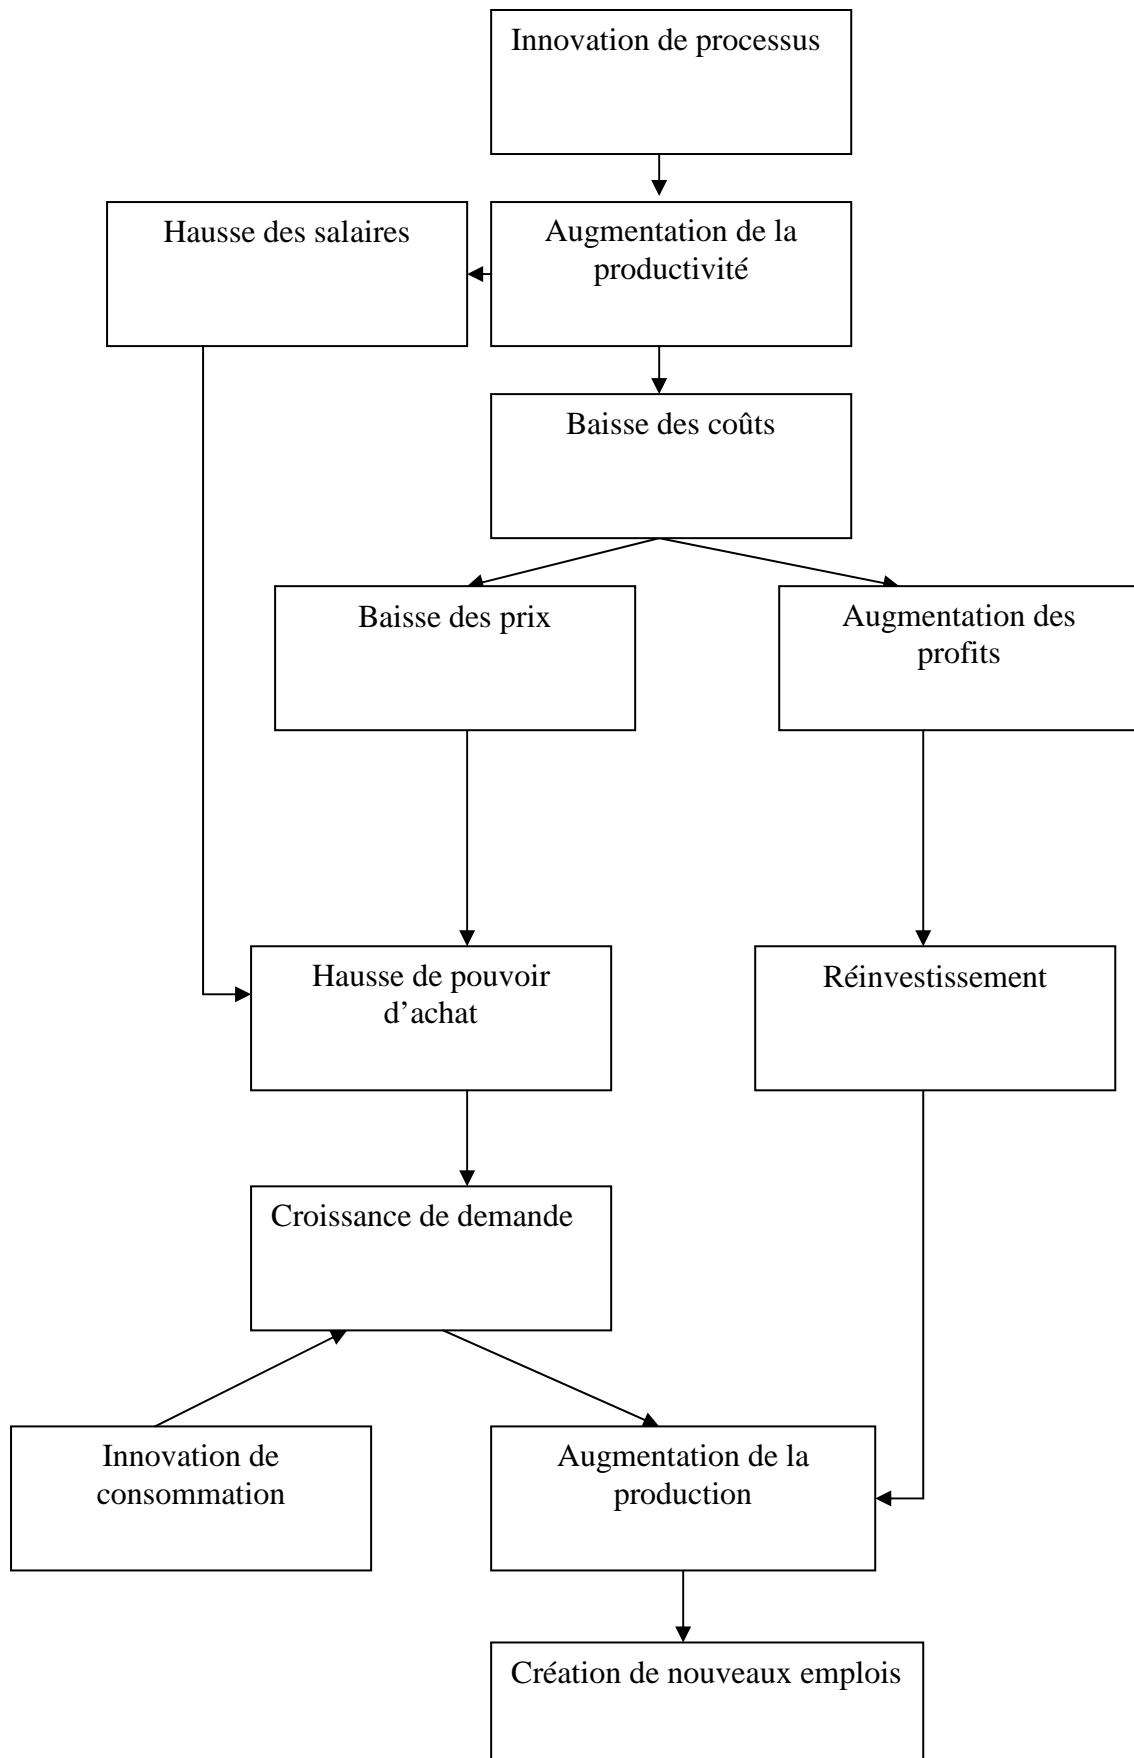 Innovation de processus
Hausse des salaires
Augmentation de la
productivité
Baisse des coûts
Baisse des prix
Augmentation des
profits
Hausse de pouvoir
d’achat
Réinvestissement
Croissance de demande
Innovation de
consommation
Augmentation de la
production
Création de nouveaux emplois